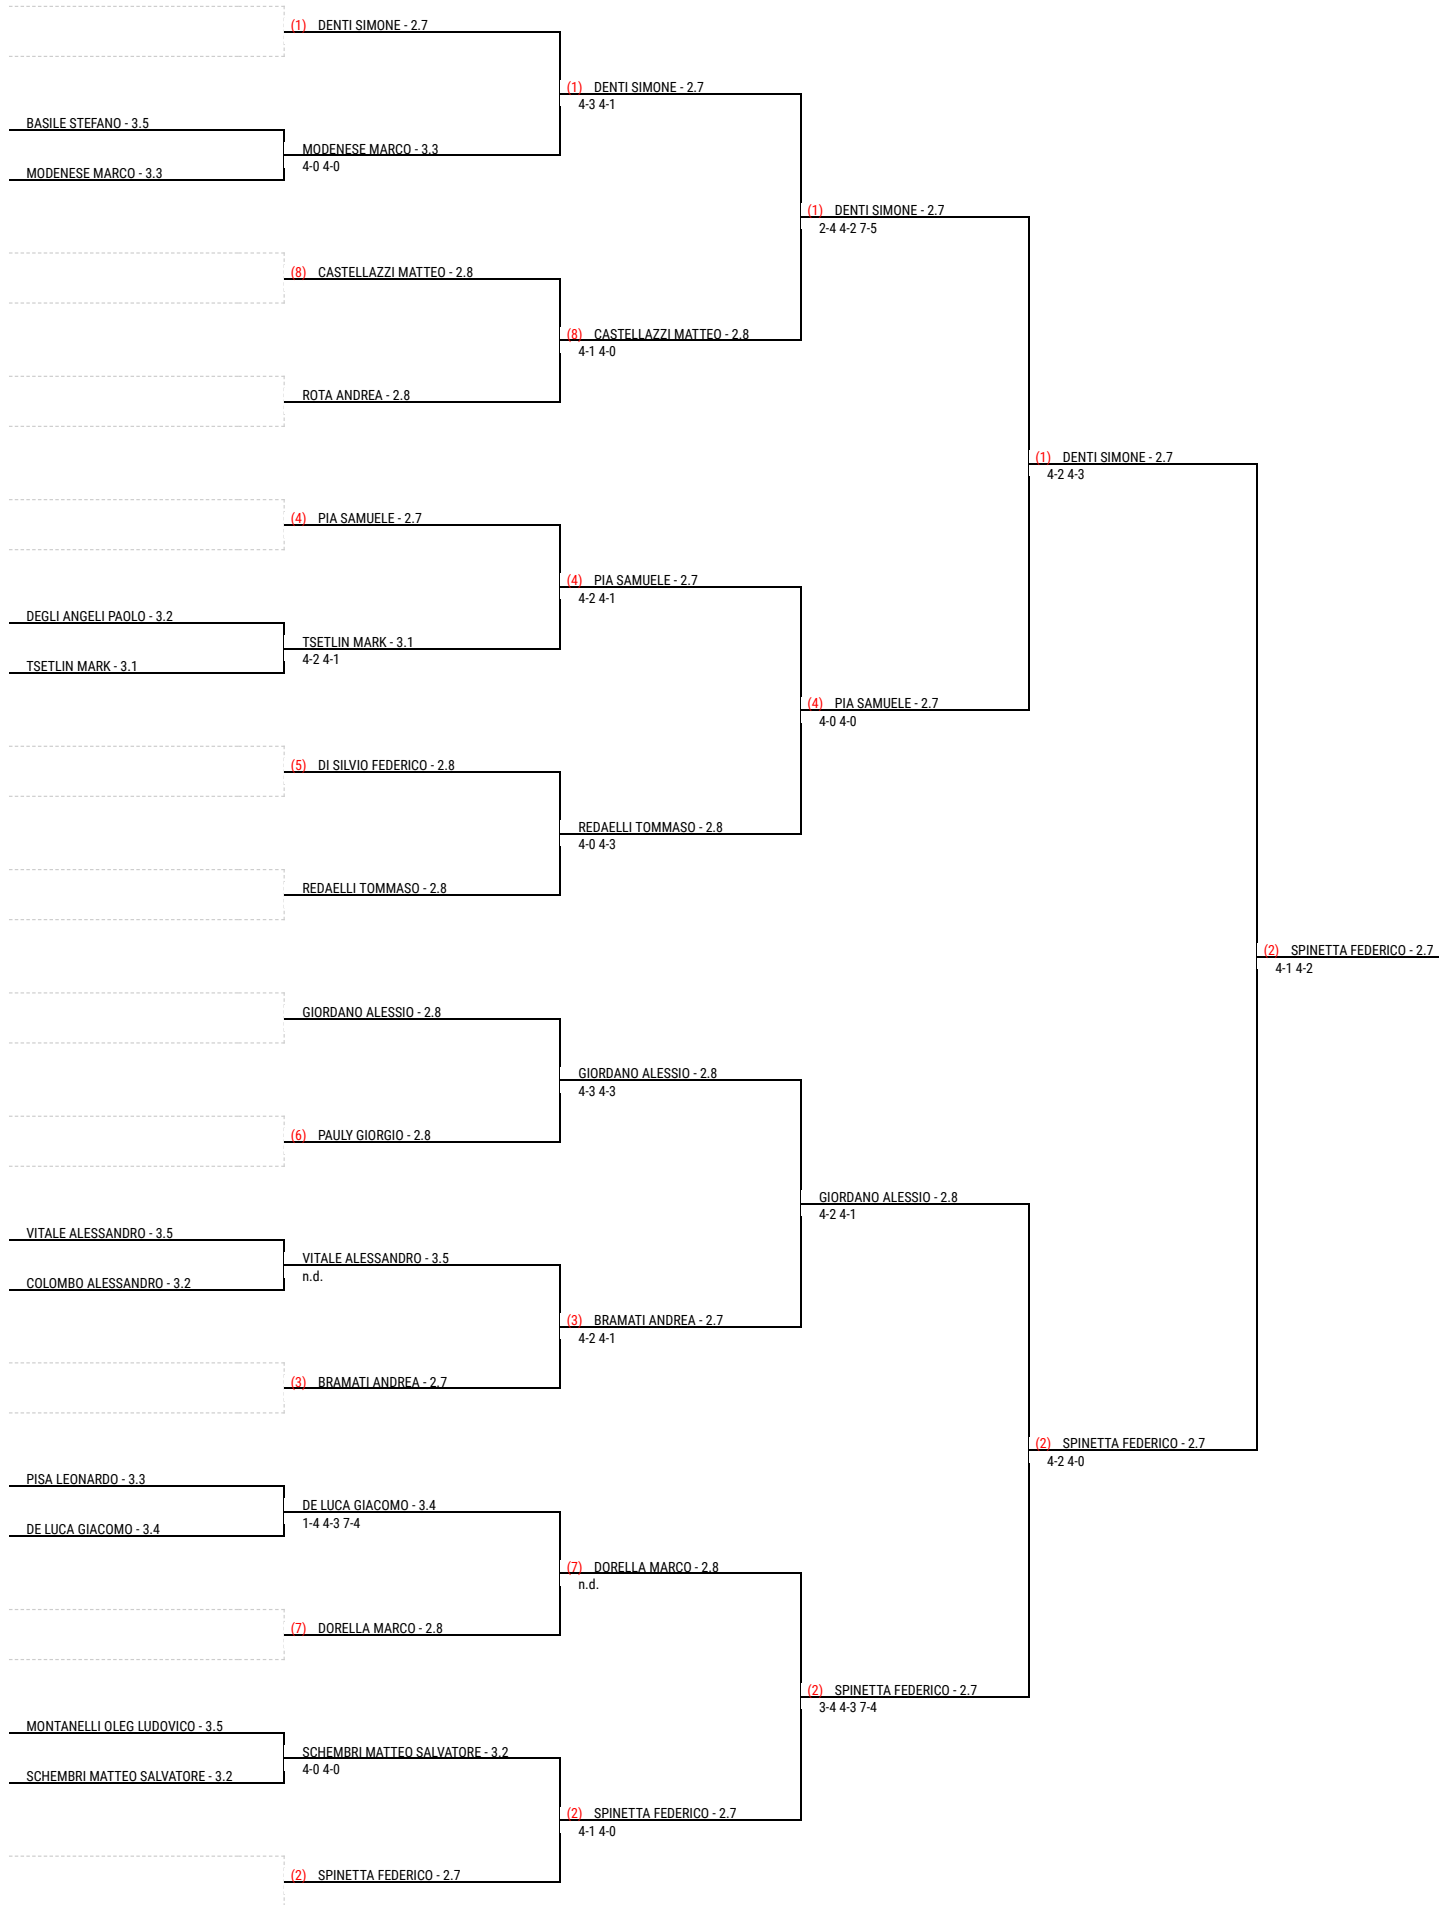 (1) DENTI SIMONE - 2.7
(1) DENTI SIMONE - 2.7
4-3 4-1
BASILE STEFANO - 3.5
MODENESE MARCO - 3.3
4-0 4-0
MODENESE MARCO - 3.3
(1) DENTI SIMONE - 2.7
2-4 4-2 7-5
(8) CASTELLAZZI MATTEO - 2.8
(8) CASTELLAZZI MATTEO - 2.8
4-1 4-0
ROTA ANDREA - 2.8
(1) DENTI SIMONE - 2.7
4-2 4-3
(4) PIA SAMUELE - 2.7
(4) PIA SAMUELE - 2.7
4-2 4-1
DEGLI ANGELI PAOLO - 3.2
TSETLIN MARK - 3.1
4-2 4-1
TSETLIN MARK - 3.1
(4) PIA SAMUELE - 2.7
4-0 4-0
(5) DI SILVIO FEDERICO - 2.8
REDAELLI TOMMASO - 2.8
4-0 4-3
REDAELLI TOMMASO - 2.8
(2) SPINETTA FEDERICO - 2.7
4-1 4-2
GIORDANO ALESSIO - 2.8
GIORDANO ALESSIO - 2.8
4-3 4-3
(6) PAULY GIORGIO - 2.8
GIORDANO ALESSIO - 2.8
4-2 4-1
VITALE ALESSANDRO - 3.5
VITALE ALESSANDRO - 3.5
n.d.
COLOMBO ALESSANDRO - 3.2
(3) BRAMATI ANDREA - 2.7
4-2 4-1
(3) BRAMATI ANDREA - 2.7
(2) SPINETTA FEDERICO - 2.7
4-2 4-0
PISA LEONARDO - 3.3
DE LUCA GIACOMO - 3.4
1-4 4-3 7-4
DE LUCA GIACOMO - 3.4
(7) DORELLA MARCO - 2.8
n.d.
(7) DORELLA MARCO - 2.8
(2) SPINETTA FEDERICO - 2.7
3-4 4-3 7-4
MONTANELLI OLEG LUDOVICO - 3.5
SCHEMBRI MATTEO SALVATORE - 3.2
4-0 4-0
SCHEMBRI MATTEO SALVATORE - 3.2
(2) SPINETTA FEDERICO - 2.7
4-1 4-0
(2) SPINETTA FEDERICO - 2.7